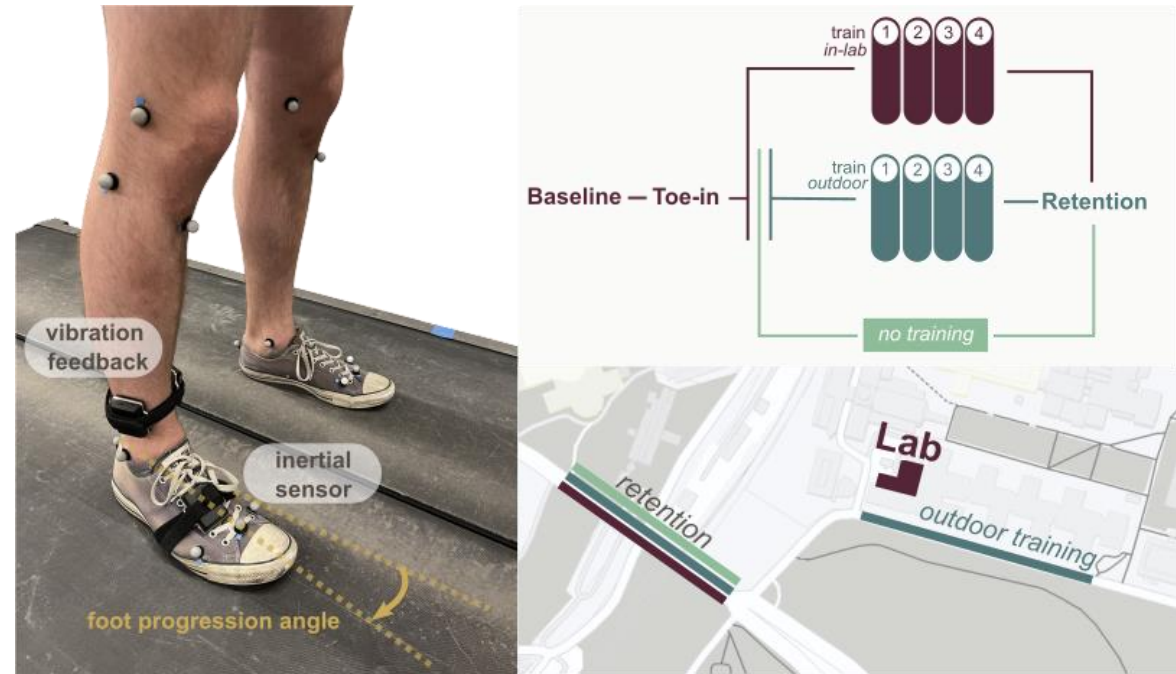 vibration
feedback
inertial
sensor
foot progression angle
train
in-lab
1 2 3 4
train
outdoor
1 2 3 4
Baseline – Toe-in
Retention
no training
Lab
retention
outdoor training